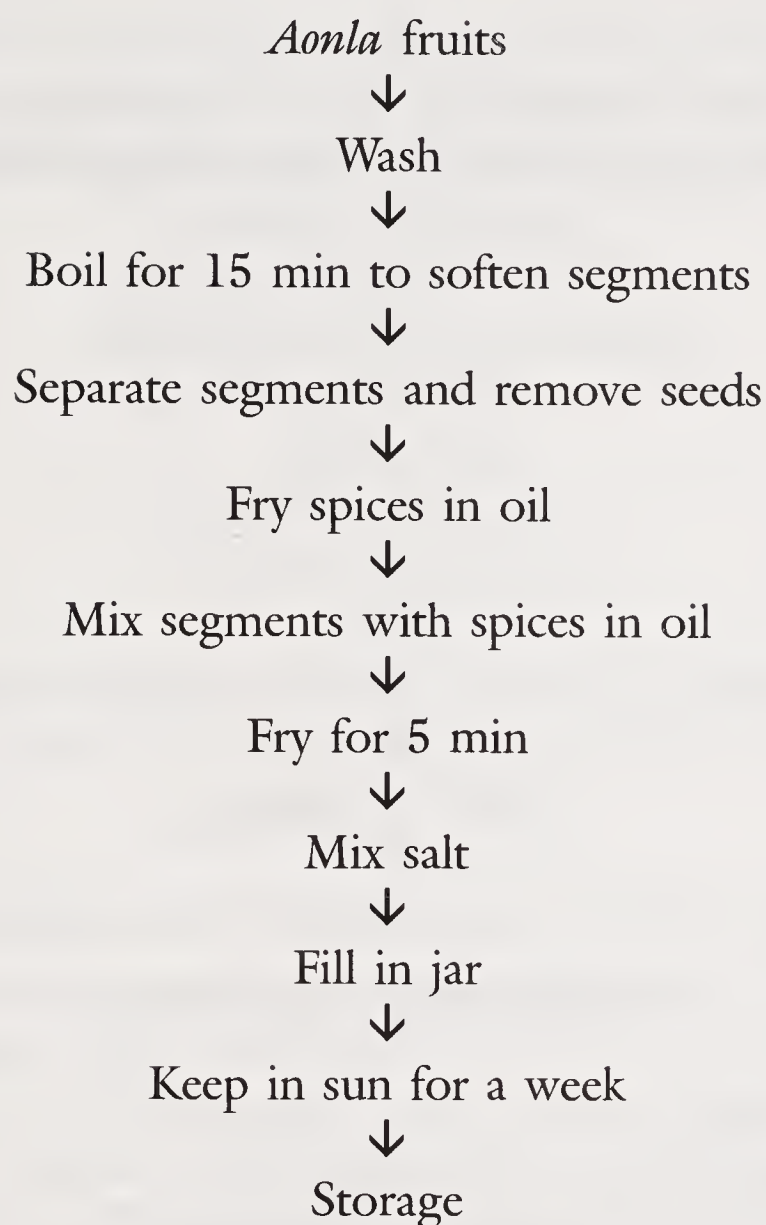 Aonla fruits
↓
Wash
↓
Boil for 15 min to soften segments
↓
Separate segments and remove seeds
↓
Fry spices in oil
↓
Mix segments with spices in oil
↓
Fry for 5 min
↓
Mix salt
↓
Fill in jar
↓
Keep in sun for a week
↓
Storage